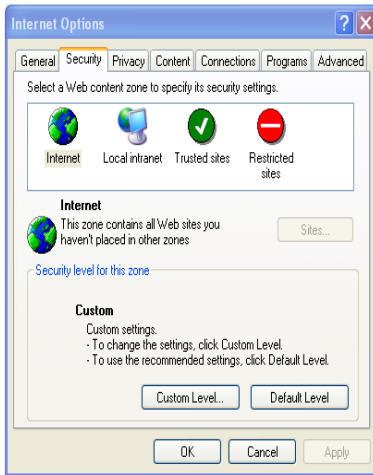 Internet Options
General Security Privacy Content Connections Programs Advanced
Select a Web content zone to specify its security settings.
Internet Local intranet Trusted sites Restricted
sites
Internet
This zone contains all Web sites you
haven't placed in other zones
Sites...
Security level for this zone
Custom
Custom settings.
- To change the settings, click Custom Level.
- To use the recommended settings, click Default Level.
Custom Level... Default Level
OK Cancel Apply